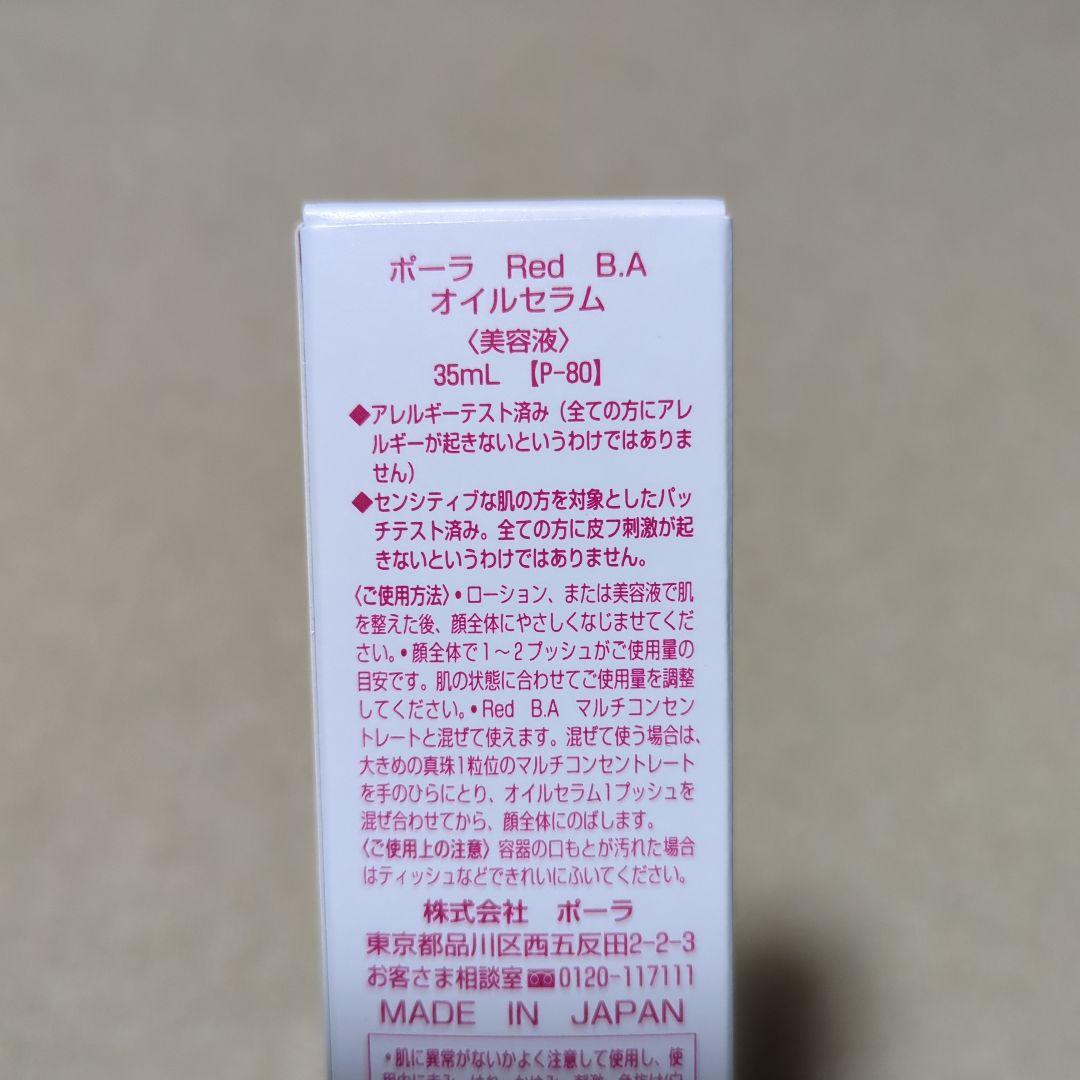 ポーラ Red B.A
オイルセラム
〈美容液〉
35mL 【P-80】
◆アレルギーテスト済み（全ての方にアレ
ルギーが起きないというわけではありま
せん）
◆センシティブな肌の方を対象としたパッ
チテスト済み。全ての方に皮フ刺激が起
きないというわけではありません。
〈ご使用方法〉•ローション、または美容液で肌
を整えた後、顔全体にやさしくなじませてくだ
さい。•顔全体で1～2プッシュがご使用量の
目安です。肌の状態に合わせてご使用量を調整
してください。•Red B.A マルチコンセン
トレートと混ぜて使えます。混ぜて使う場合は、
大きめの真珠1粒位のマルチコンセントレート
を手のひらにとり、オイルセラム1プッシュを
混ぜ合わせてから、顔全体にのばします。
〈ご使用上の注意〉容器の口もとが汚れた場合
はティッシュなどできれいにふいてください。
株式会社 ポーラ
東京都品川区西五反田2-2-3
お客さま相談室 0120-117111
MADE IN JAPAN
•肌に異常がないかよく注意して使用し、使